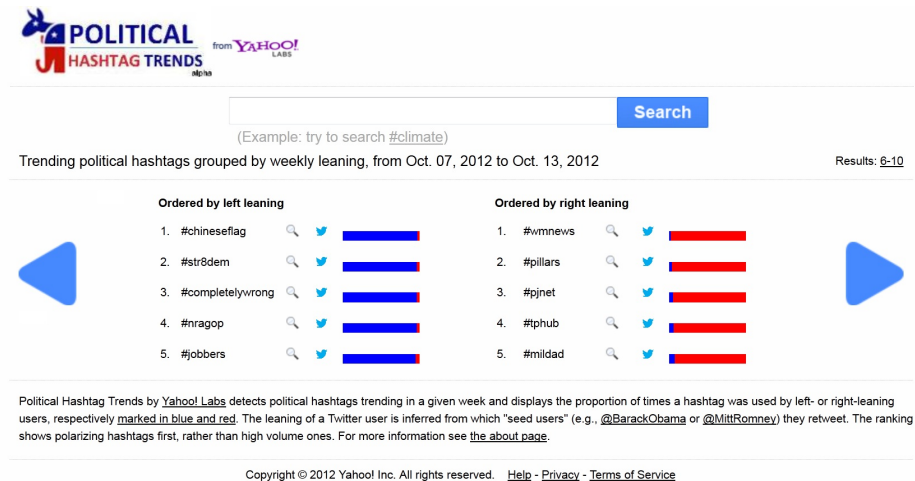 POLITICAL
HASHTAG TRENDS
alpha
from YAHOO!
LABS
Search
(Example: try to search #climate)
Trending political hashtags grouped by weekly leaning, from Oct. 07, 2012 to Oct. 13, 2012
Results: 6-10
Ordered by left leaning
1. #chineseflag
2. #str8dem
3. #completelywrong
4. #nragop
5. #jobbers
Ordered by right leaning
1. #wmnews
2. #pillars
3. #pjnet
4. #tphub
5. #mildad
Political Hashtag Trends by Yahoo! Labs detects political hashtags trending in a given week and displays the proportion of times a hashtag was used by left- or right-leaning
users, respectively marked in blue and red. The leaning of a Twitter user is inferred from which "seed users" (e.g., @BarackObama or @MittRomney) they retweet. The ranking
shows polarizing hashtags first, rather than high volume ones. For more information see the about page.
Copyright © 2012 Yahoo! Inc. All rights reserved. Help - Privacy - Terms of Service